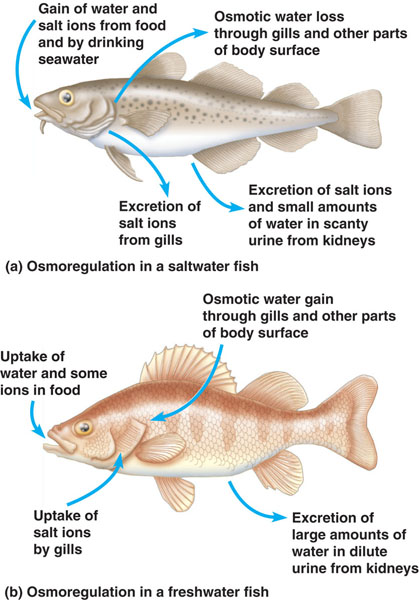 Gain of water and
salt ions from food
and by drinking
seawater
Osmotic water loss
through gills and other parts
of body surface
Excretion of
salt ions
from gills
Excretion of salt ions
and small amounts
of water in scanty
urine from kidneys
(a) Osmoregulation in a saltwater fish
Osmotic water gain
through gills and other parts
of body surface
Uptake of
water and some
ions in food
Uptake of
salt ions
by gills
Excretion of
large amounts of
water in dilute
urine from kidneys
(b) Osmoregulation in a freshwater fish